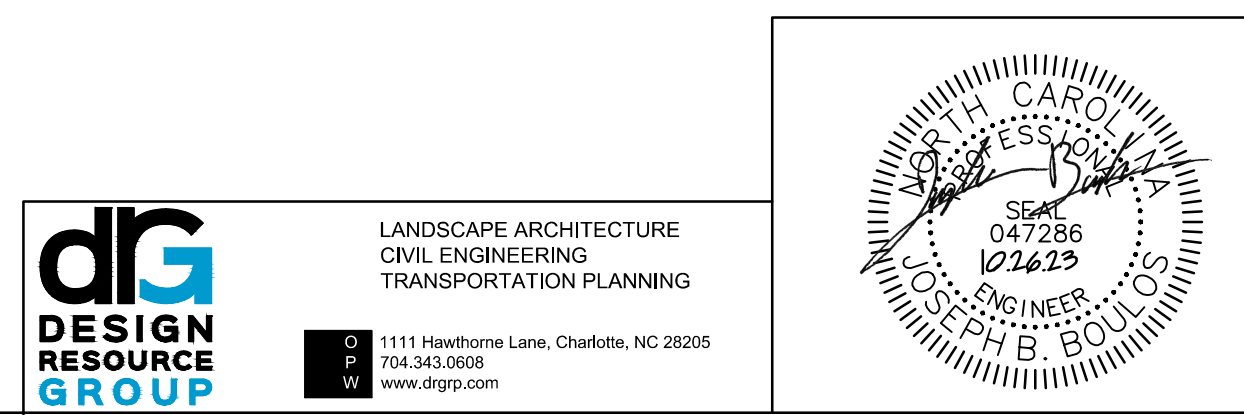 drG
DESIGN
RESOURCE
GROUP
LANDSCAPE ARCHITECTURE
CIVIL ENGINEERING
TRANSPORTATION PLANNING
O 1111 Hawthorne Lane, Charlotte, NC 28205
P 704.343.0608
W www.drgrp.com
NORTH CAROLINA
PROFESSIONAL
SEAL
047286
10.26.23
ENGINEER
JOSEPH B. BOULOS